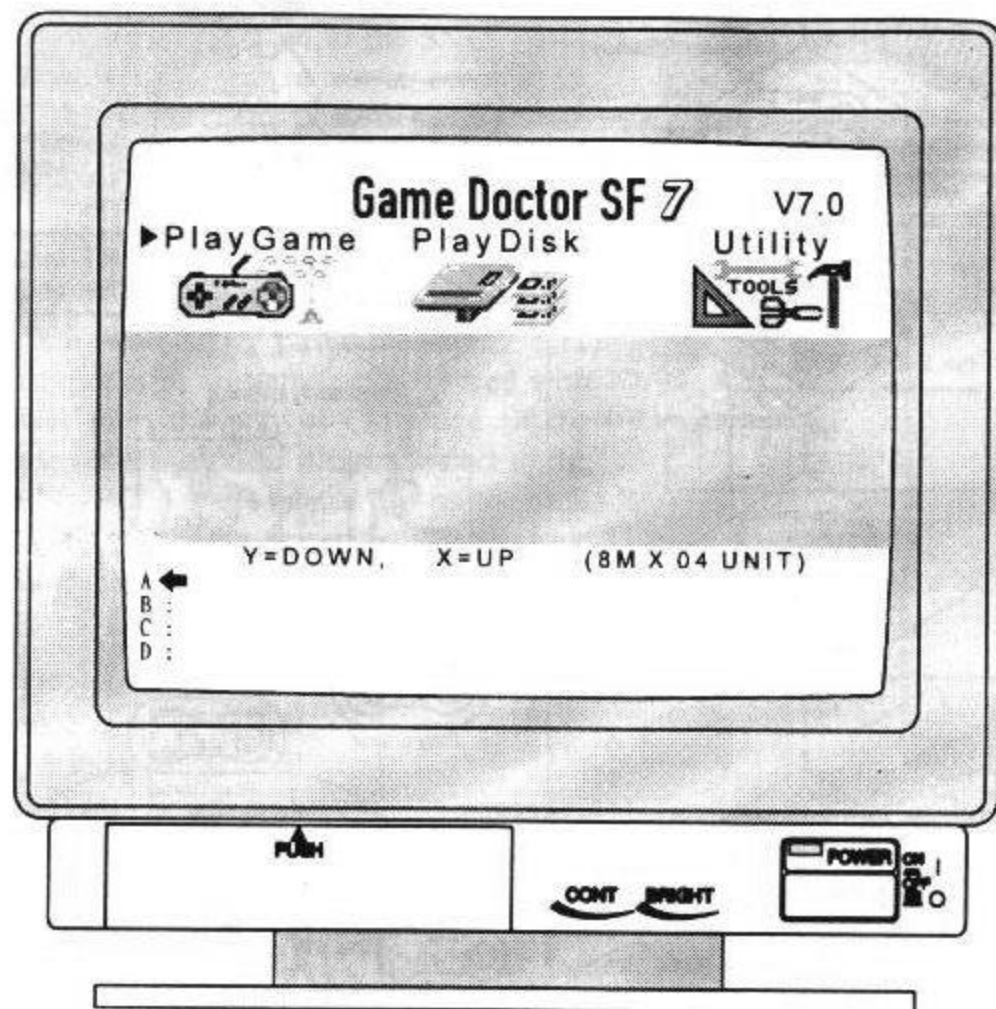 Game Doctor SF 7 V7.0
▶PlayGame PlayDisk Utility
TOOLS
Y=DOWN, X=UP (8M X 04 UNIT)
A ←
B :
C :
D :
PUSH
POWER ON
OFF
CONT BRIGHT